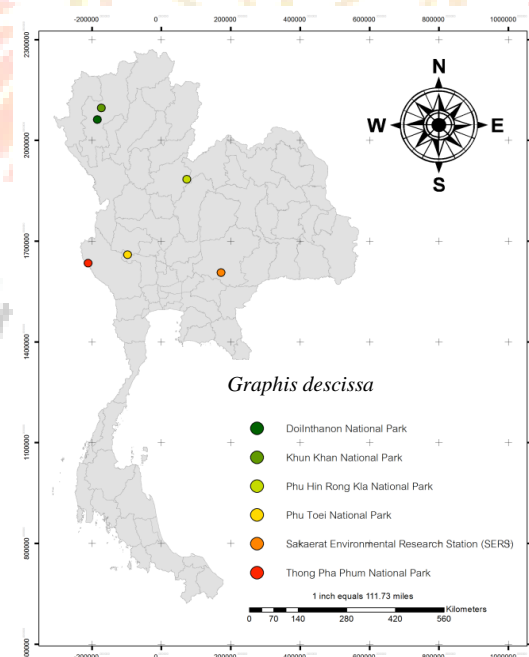 -200000 0 200000 400000 600000 800000 1000000
2300000
2000000
1700000
1400000
1100000
800000
N
W E
S
Graphis descissa
DoiInthanon National Park
Khun Khan National Park
Phu Hin Rong Kla National Park
Phu Toei National Park
Sakaerat Environmental Research Station (SERS)
Thong Pha Phum National Park
1 inch equals 111.73 miles
Kilometers
0 70 140 280 420 560
-200000 0 200000 400000 600000 800000 1000000